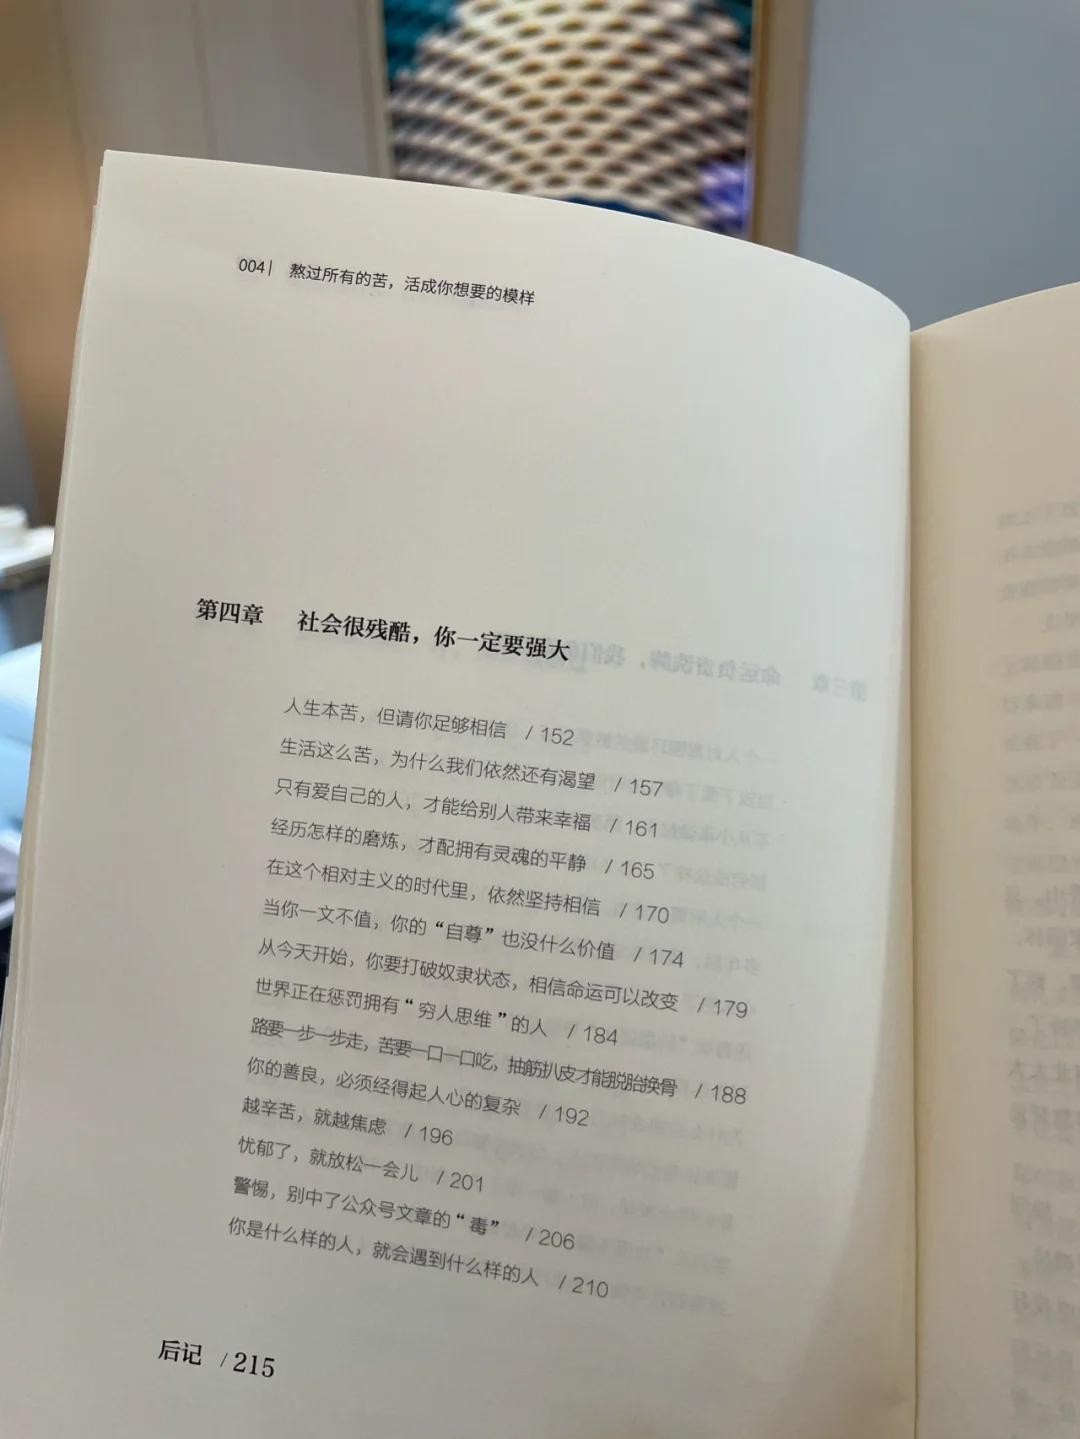 004| 熬过所有的苦，活成你想要的模样
第四章 社会很残酷，你一定要强大
人生本苦，但请你足够相信 / 152
生活这么苦，为什么我们依然还有渴望 / 157
只有爱自己的人，才能给别人带来幸福 / 161
经历怎样的磨炼，才配拥有灵魂的平静 / 165
在这个相对主义的时代里，依然坚持相信 / 170
当你一文不值，你的“自尊”也没什么价值 / 174
从今天开始，你要打破奴隶状态，相信命运可以改变 / 179
世界正在惩罚拥有“穷人思维”的人 / 184
路要一步一步走，苦要一口一口吃，抽筋扒皮才能脱胎换骨 / 188
你的善良，必须经得起人心的复杂 / 192
越辛苦，就越焦虑 / 196
忧郁了，就放松一会儿 / 201
警惕，别中了公众号文章的“毒” / 206
你是什么样的人，就会遇到什么样的人 / 210
后记 / 215